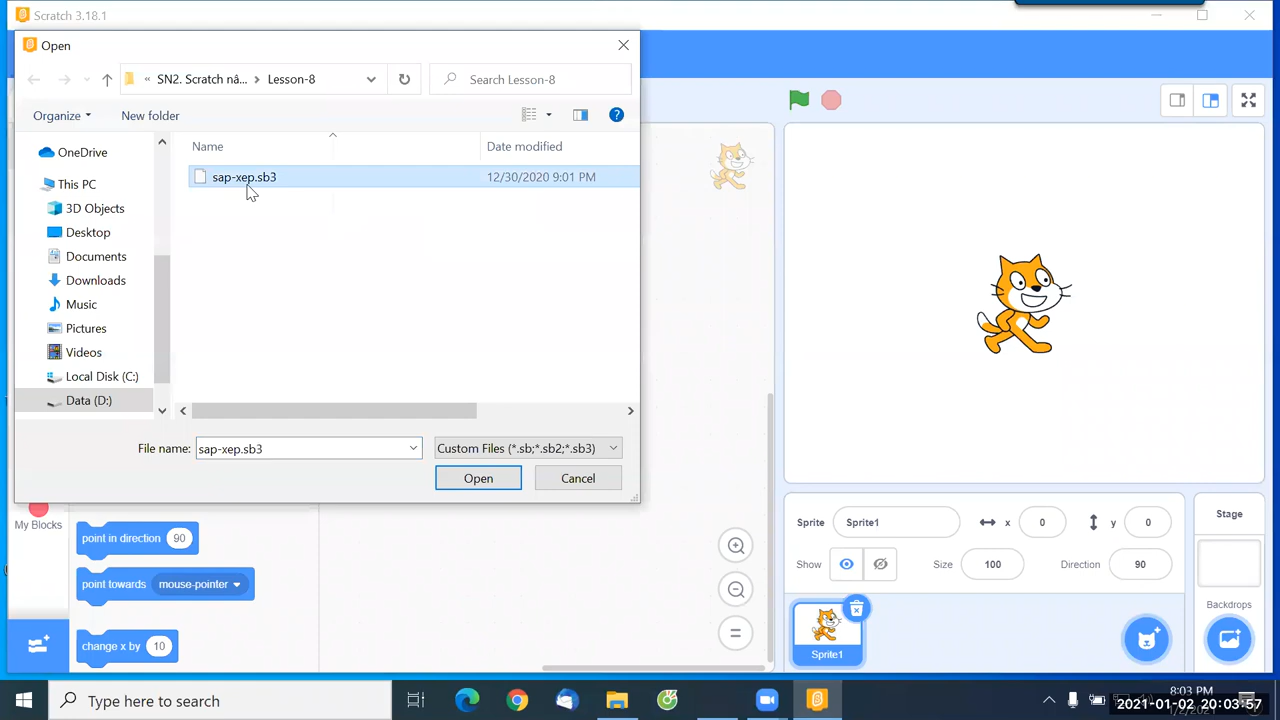 Scratch 3.18.1
Open
« SN2. Scratch nâ... > Lesson-8
Search Lesson-8
Organize
New folder
Name
Date modified
OneDrive
sap-xep.sb3
12/30/2020 9:01 PM
This PC
3D Objects
Desktop
Documents
Downloads
Music
Pictures
Videos
Local Disk (C:)
Data (D:)
File name:
sap-xep.sb3
Custom Files (*.sb;*.sb2;*.sb3)
Open
Cancel
My Blocks
point in direction 90
point towards mouse-pointer
change x by 10
Sprite
Sprite1
x 0
y 0
Show
Size 100
Direction 90
Sprite1
Stage
Backdrops
Type here to search
8:03 PM
2021-01-02 20:03:57